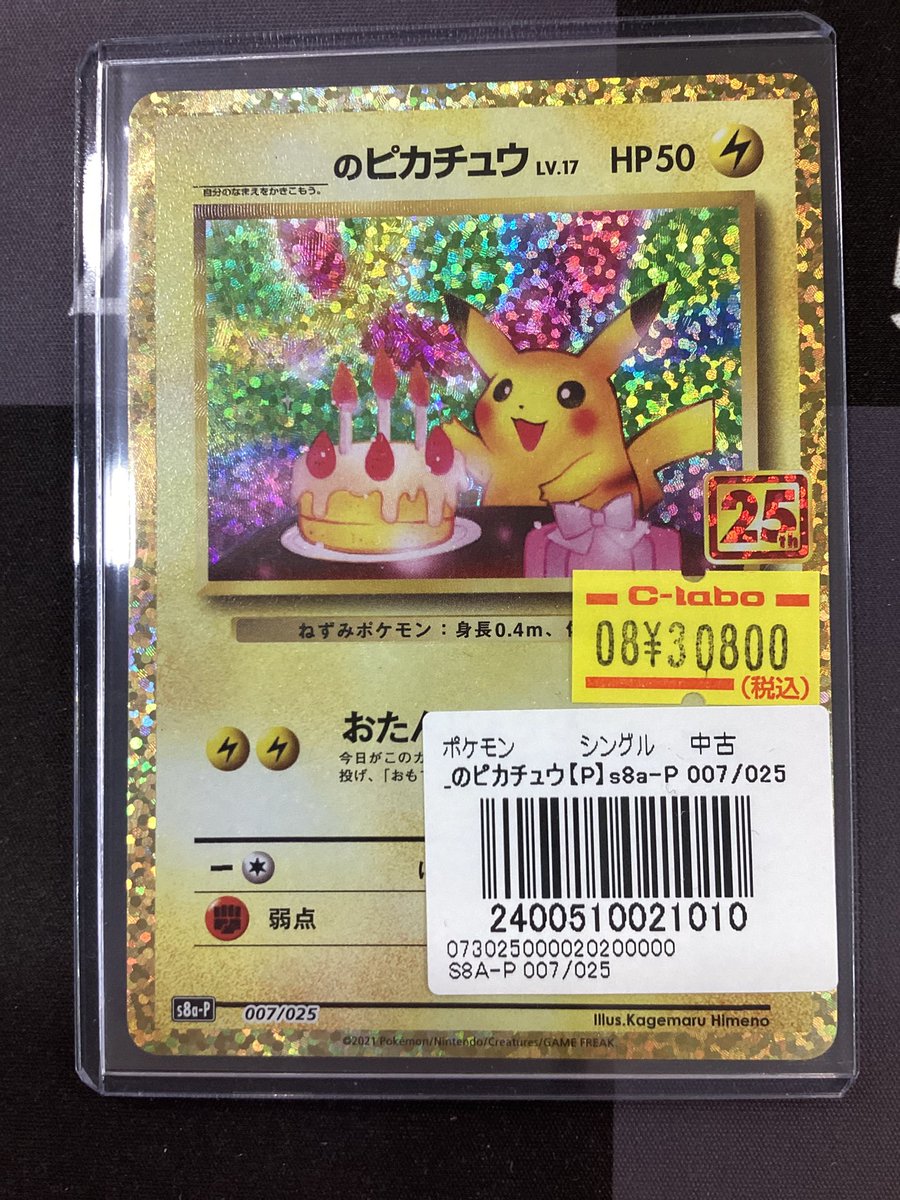 のピカチュウ LV.17 HP50
自分のなまえをかきこもう。
25th
ねずみポケモン：身長0.4m、
C-labo
08¥30800
(税込)
おたん
今日がこのカ
投げ、「おも
ポケモン シングル 中古
_のピカチュウ【P】s8a-P 007/025
2400510021010
073025000020200000
S8A-P 007/025
弱点
s8a-P 007/025 Illus.Kagemaru Himeno
©2021 Pokémon/Nintendo/Creatures/GAME FREAK